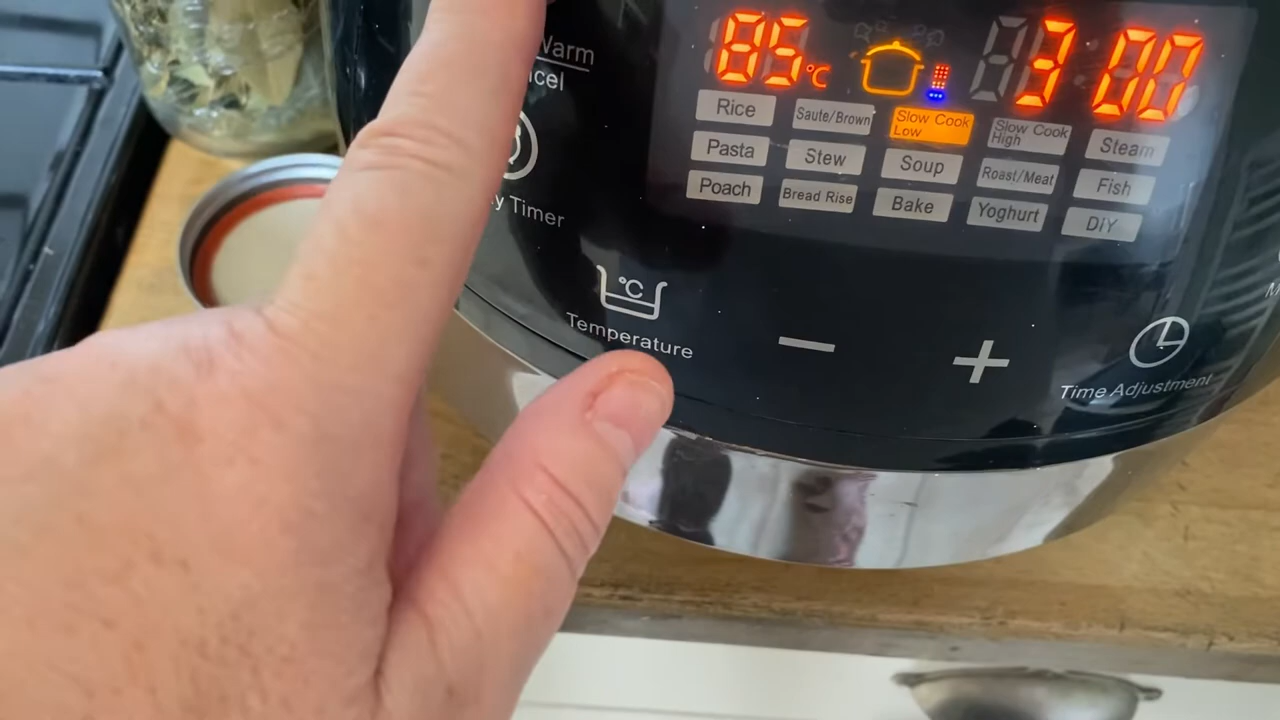 85°C 3 00
Warm
Rice Saute/Brown Slow Cook Low Slow Cook High Steam
Pasta Stew Soup Roast/Meat Fish
Poach Bread Rise Bake Yoghurt DIY
Timer
°C
Temperature
− +
Time Adjustment